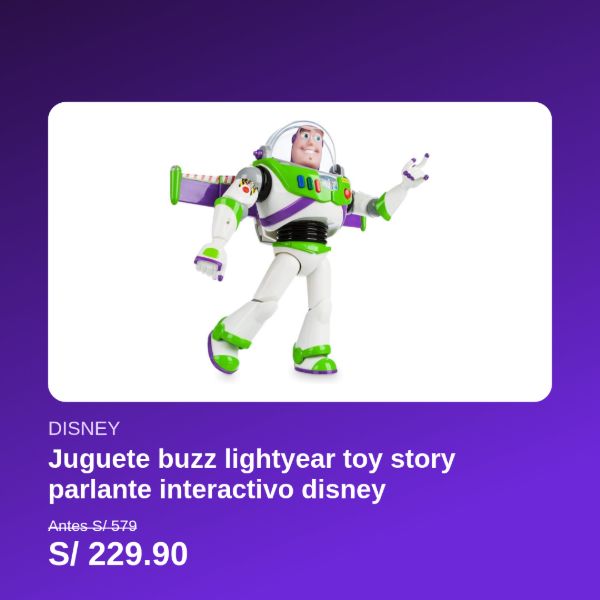 DISNEY
Juguete buzz lightyear toy story
parlante interactivo disney
Antes S/ 579
S/ 229.90